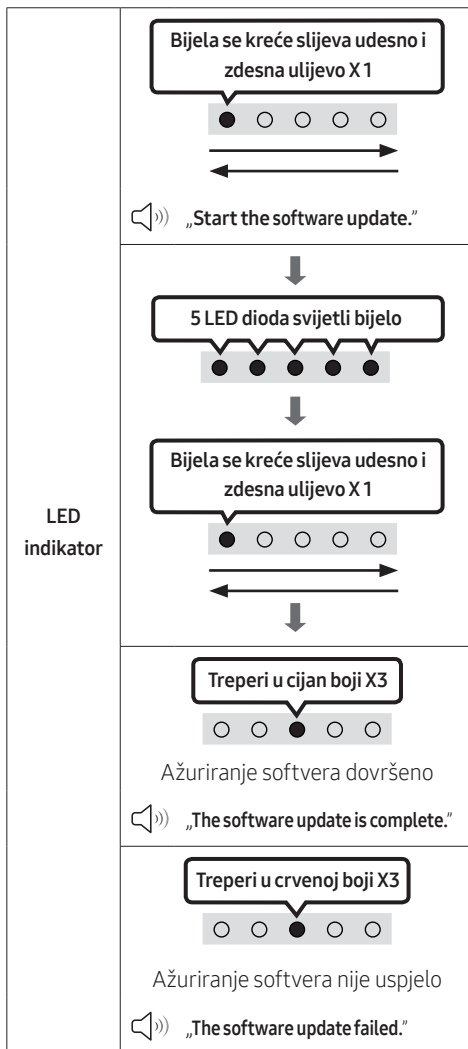 Bijela se kreće slijeva udesno i
zdesna ulijevo X 1
„Start the software update.”
5 LED dioda svijetli bijelo
Bijela se kreće slijeva udesno i
zdesna ulijevo X 1
LED
indikator
Treperi u cijan boji X3
Ažuriranje softvera dovršeno
„The software update is complete.”
Treperi u crvenoj boji X3
Ažuriranje softvera nije uspjelo
„The software update failed.”